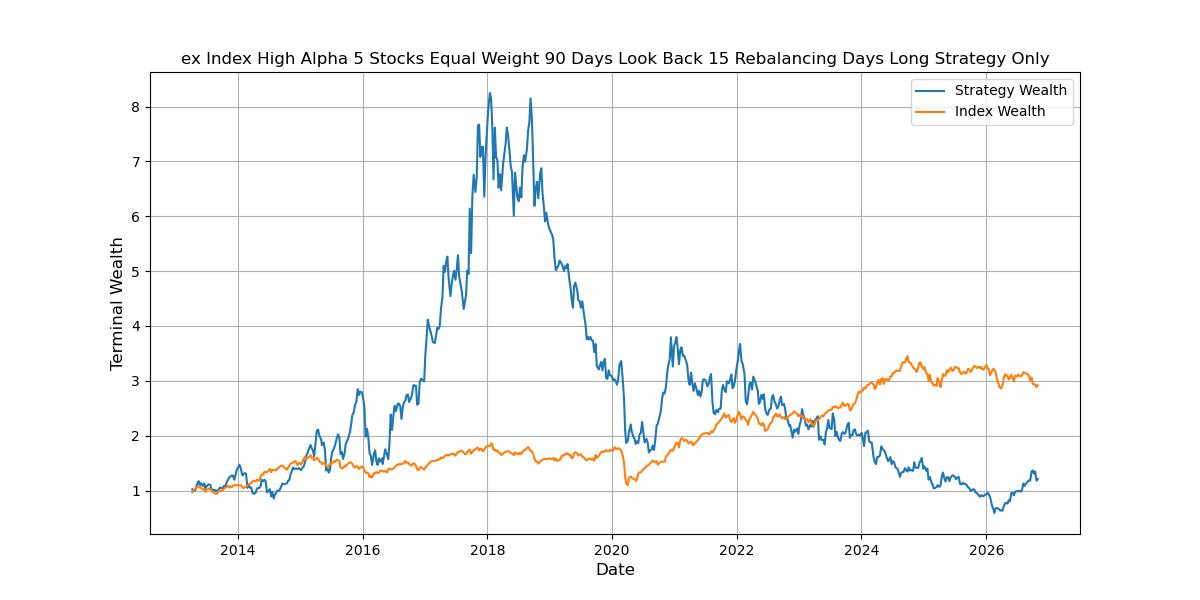 ex Index High Alpha 5 Stocks Equal Weight 90 Days Look Back 15 Rebalancing Days Long Strategy Only
Strategy Wealth
Index Wealth
Terminal Wealth
8
7
6
5
4
3
2
1
2014 2016 2018 2020 2022 2024 2026
Date